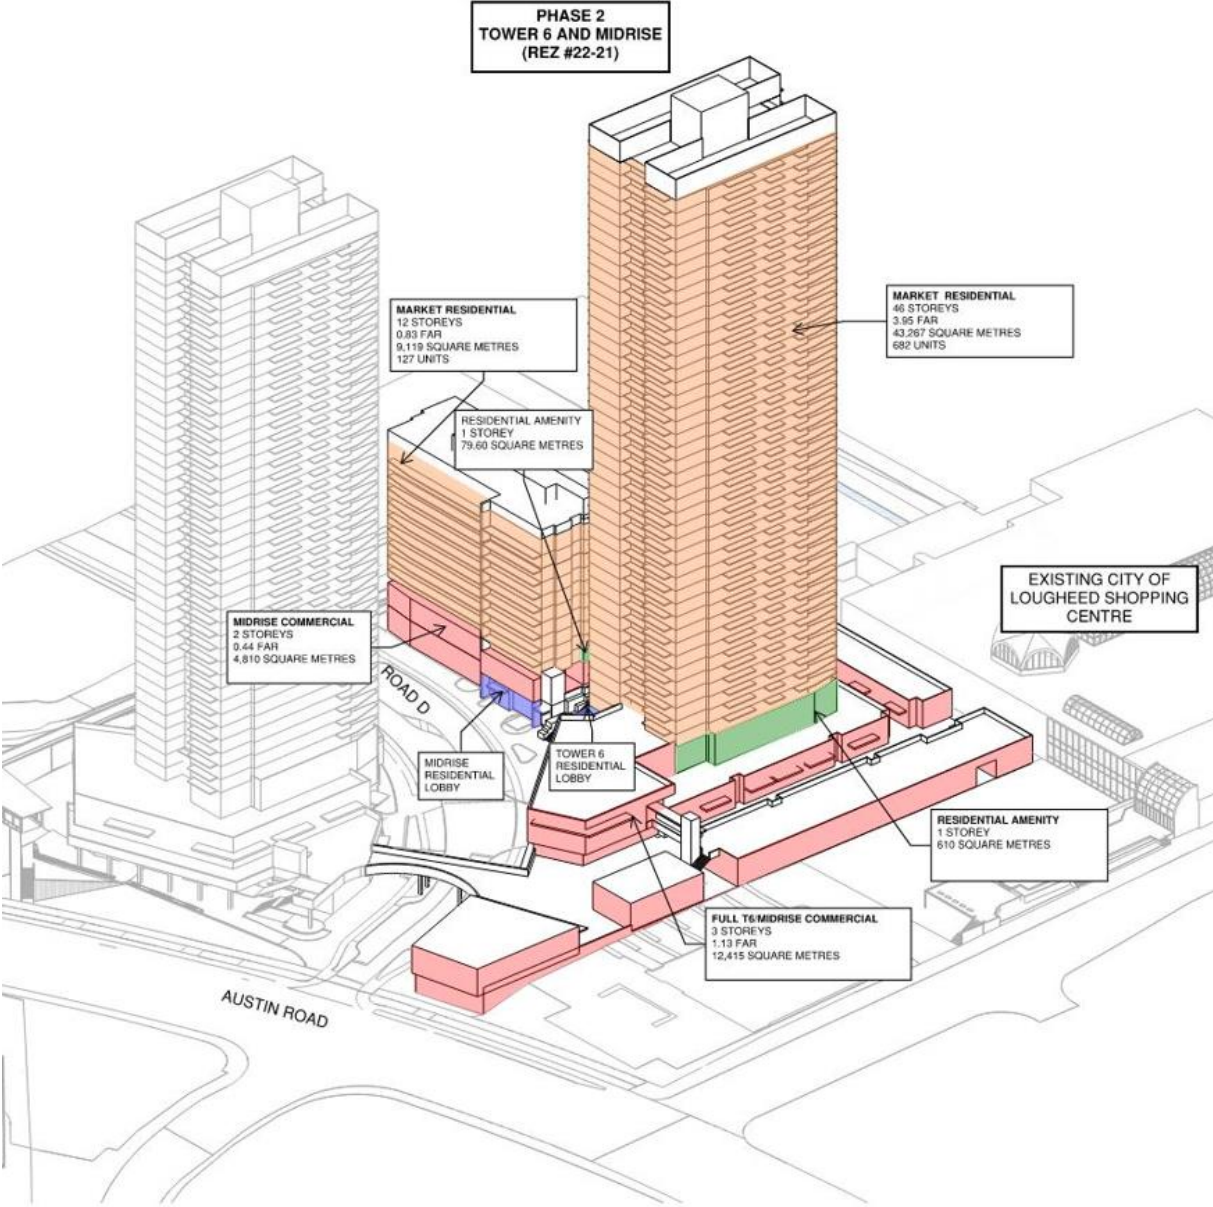 PHASE 2
TOWER 6 AND MIDRISE
(REZ #22-21)
MARKET RESIDENTIAL
46 STOREYS
3.95 FAR
43,267 SQUARE METRES
682 UNITS
MARKET RESIDENTIAL
12 STOREYS
0.83 FAR
9,119 SQUARE METRES
127 UNITS
RESIDENTIAL AMENITY
1 STOREY
79.60 SQUARE METRES
EXISTING CITY OF
LOUGHEED SHOPPING
CENTRE
MIDRISE COMMERCIAL
2 STOREYS
0.44 FAR
4,810 SQUARE METRES
ROAD D
MIDRISE
RESIDENTIAL
LOBBY
TOWER 6
RESIDENTIAL
LOBBY
RESIDENTIAL AMENITY
1 STOREY
610 SQUARE METRES
FULL T6/MIDRISE COMMERCIAL
3 STOREYS
1.13 FAR
12,415 SQUARE METRES
AUSTIN ROAD